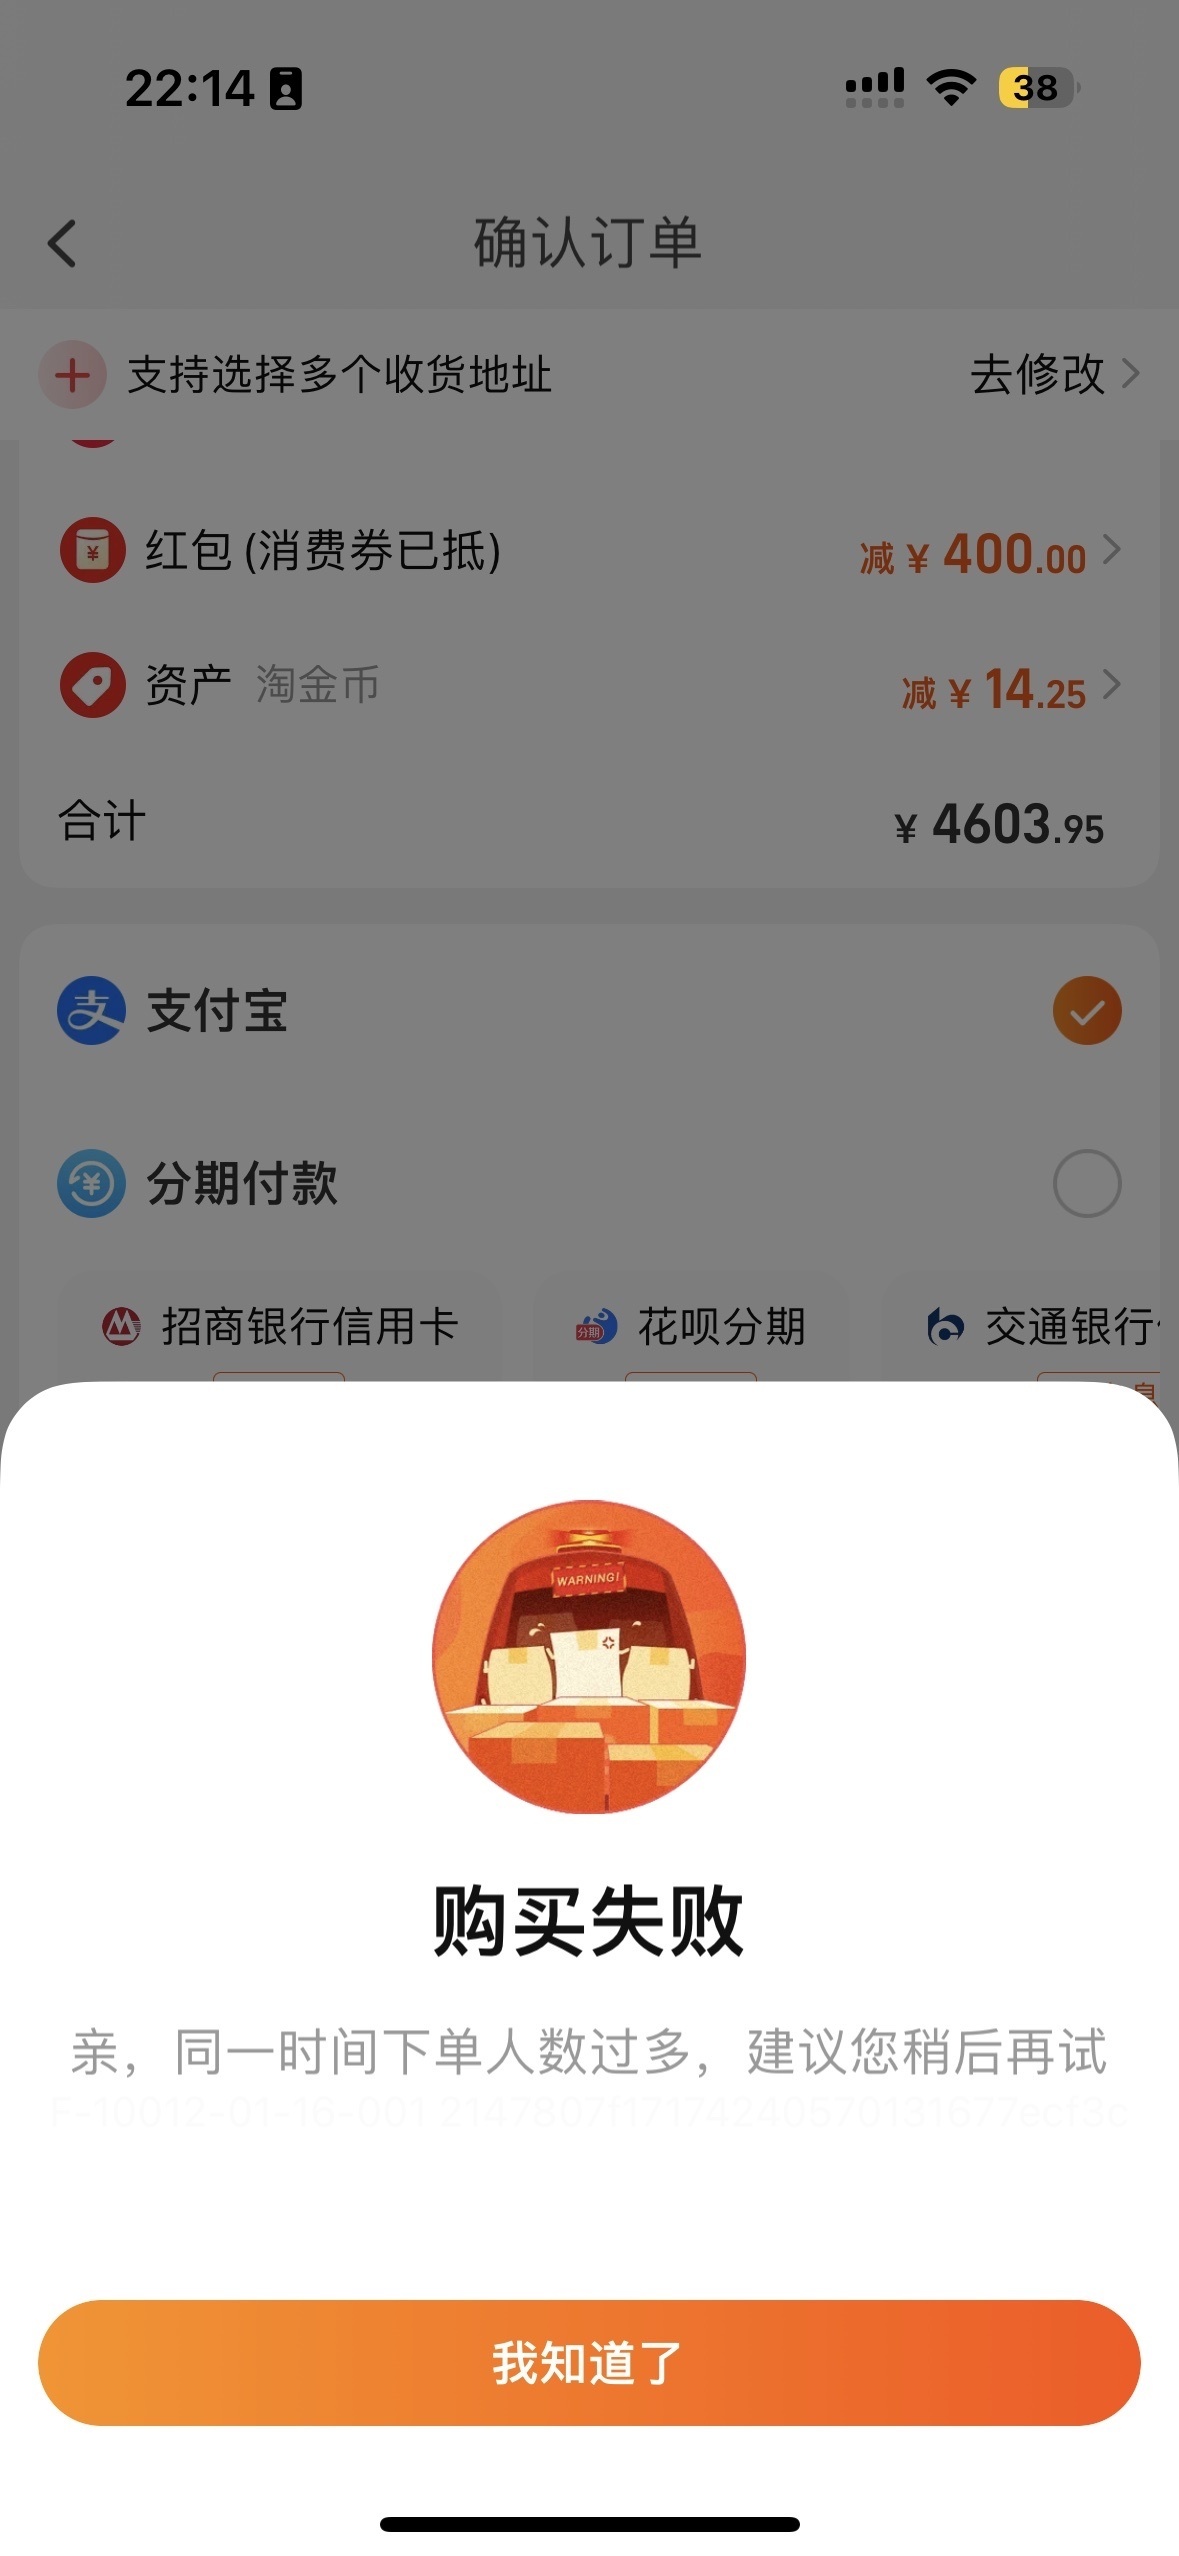 22:14
38
确认订单
支持选择多个收货地址 去修改
红包 (消费券已抵) 减 ¥ 400.00
资产 淘金币 减 ¥ 14.25
合计 ¥ 4603.95
支付宝
分期付款
招商银行信用卡 花呗分期 交通银行
分期
息
WARNING!
购买失败
亲，同一时间下单人数过多，建议您稍后再试
F-10012-01-16-001 2147807f17174240570131677ecf3c
我知道了